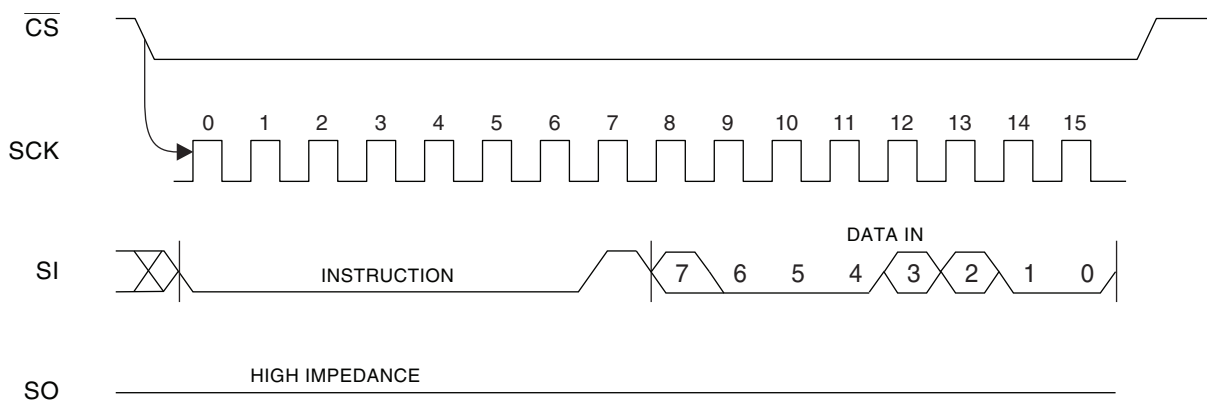 CS
0 1 2 3 4 5 6 7 8 9 10 11 12 13 14 15
SCK
DATA IN
SI
INSTRUCTION
7 6 5 4 3 2 1 0
HIGH IMPEDANCE
SO